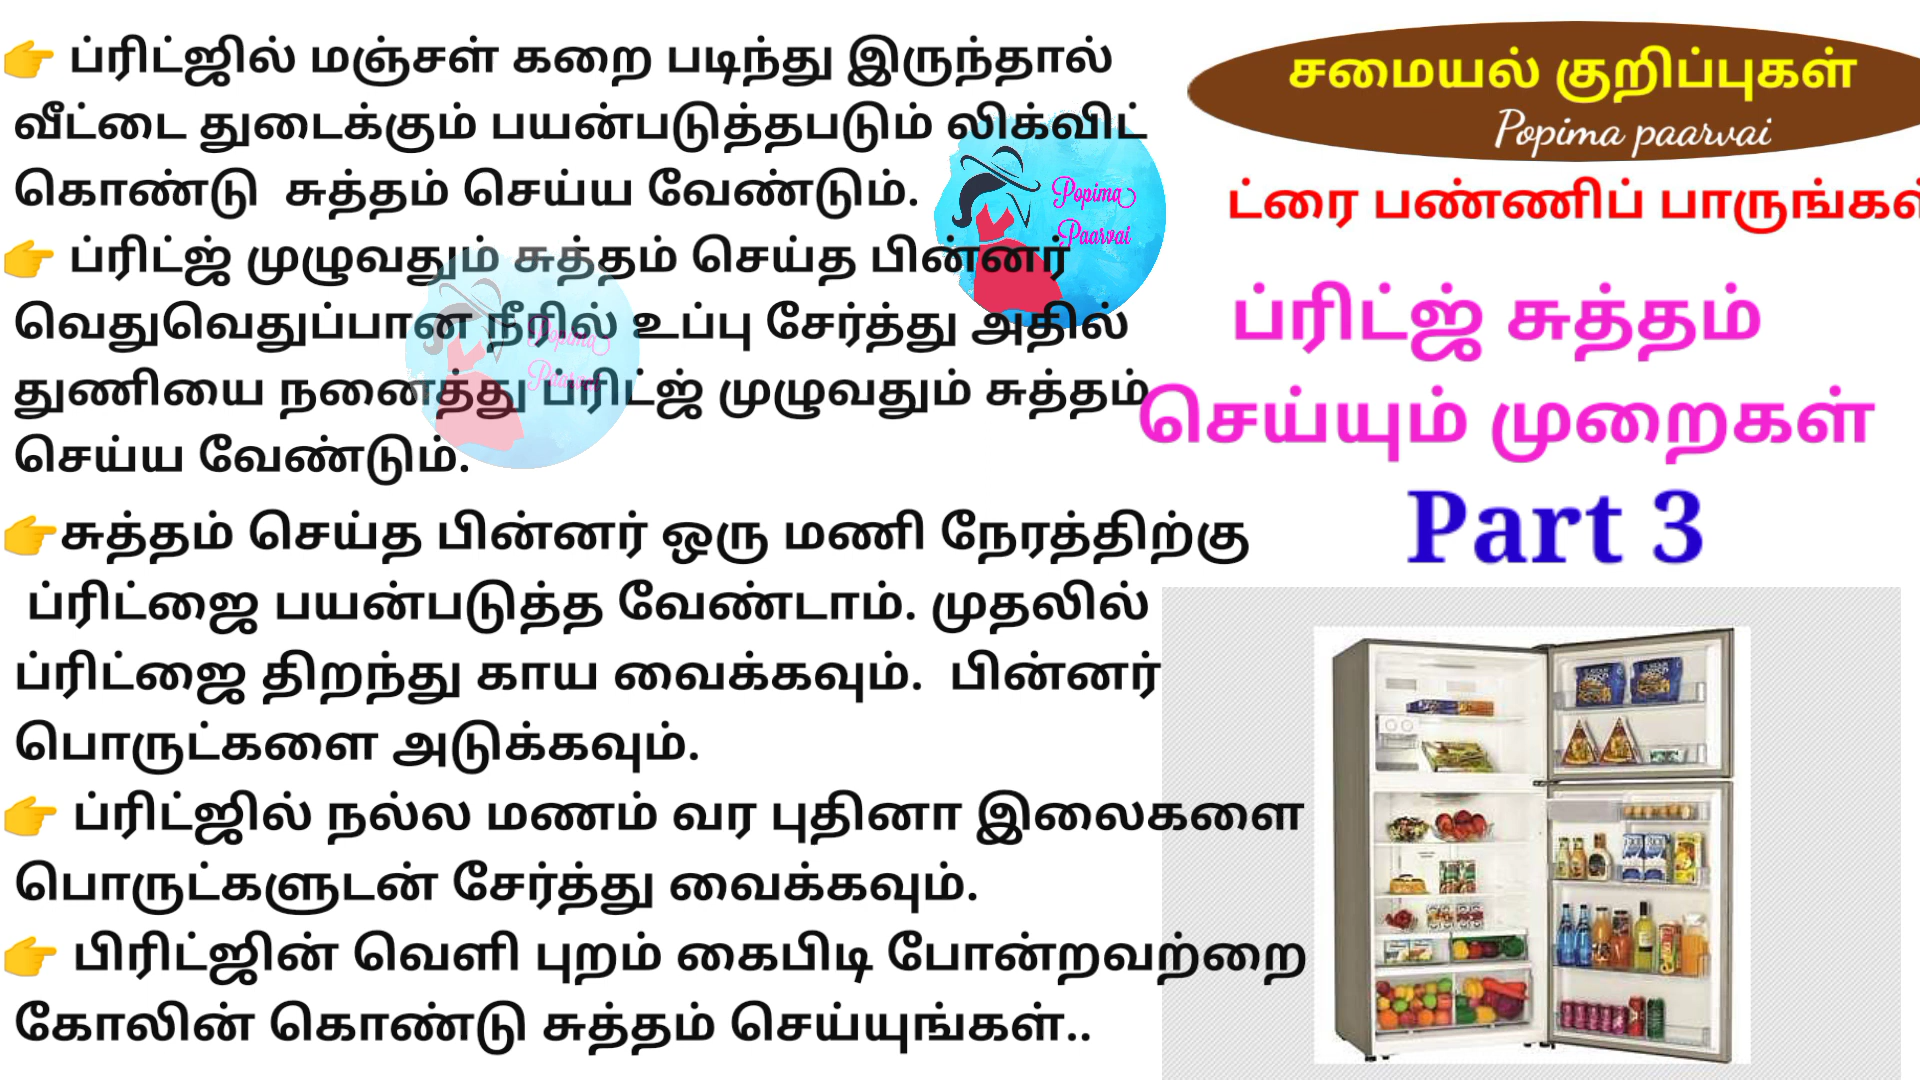 👉 ப்ரிட்ஜில் மஞ்சள் கறை படிந்து இருந்தால்
வீட்டை துடைக்கும் பயன்படுத்தபடும் லிக்விட்
கொண்டு சுத்தம் செய்ய வேண்டும்.
👉 ப்ரிட்ஜ் முழுவதும் சுத்தம் செய்த பின்னர்
வெதுவெதுப்பான நீரில் உப்பு சேர்த்து அதில்
துணியை நனைத்து ப்ரிட்ஜ் முழுவதும் சுத்தம்
செய்ய வேண்டும்.
👉சுத்தம் செய்த பின்னர் ஒரு மணி நேரத்திற்கு
ப்ரிட்ஜை பயன்படுத்த வேண்டாம். முதலில்
ப்ரிட்ஜை திறந்து காய வைக்கவும். பின்னர்
பொருட்களை அடுக்கவும்.
👉 ப்ரிட்ஜில் நல்ல மணம் வர புதினா இலைகளை
பொருட்களுடன் சேர்த்து வைக்கவும்.
👉 பிரிட்ஜின் வெளி புறம் கைபிடி போன்றவற்றை
கோலின் கொண்டு சுத்தம் செய்யுங்கள்..
சமையல் குறிப்புகள்
Popima paarvai
ட்ரை பண்ணிப் பாருங்கள்
ப்ரிட்ஜ் சுத்தம்
செய்யும் முறைகள்
Part 3
Popima
Paarvai
Popima
Paarvai